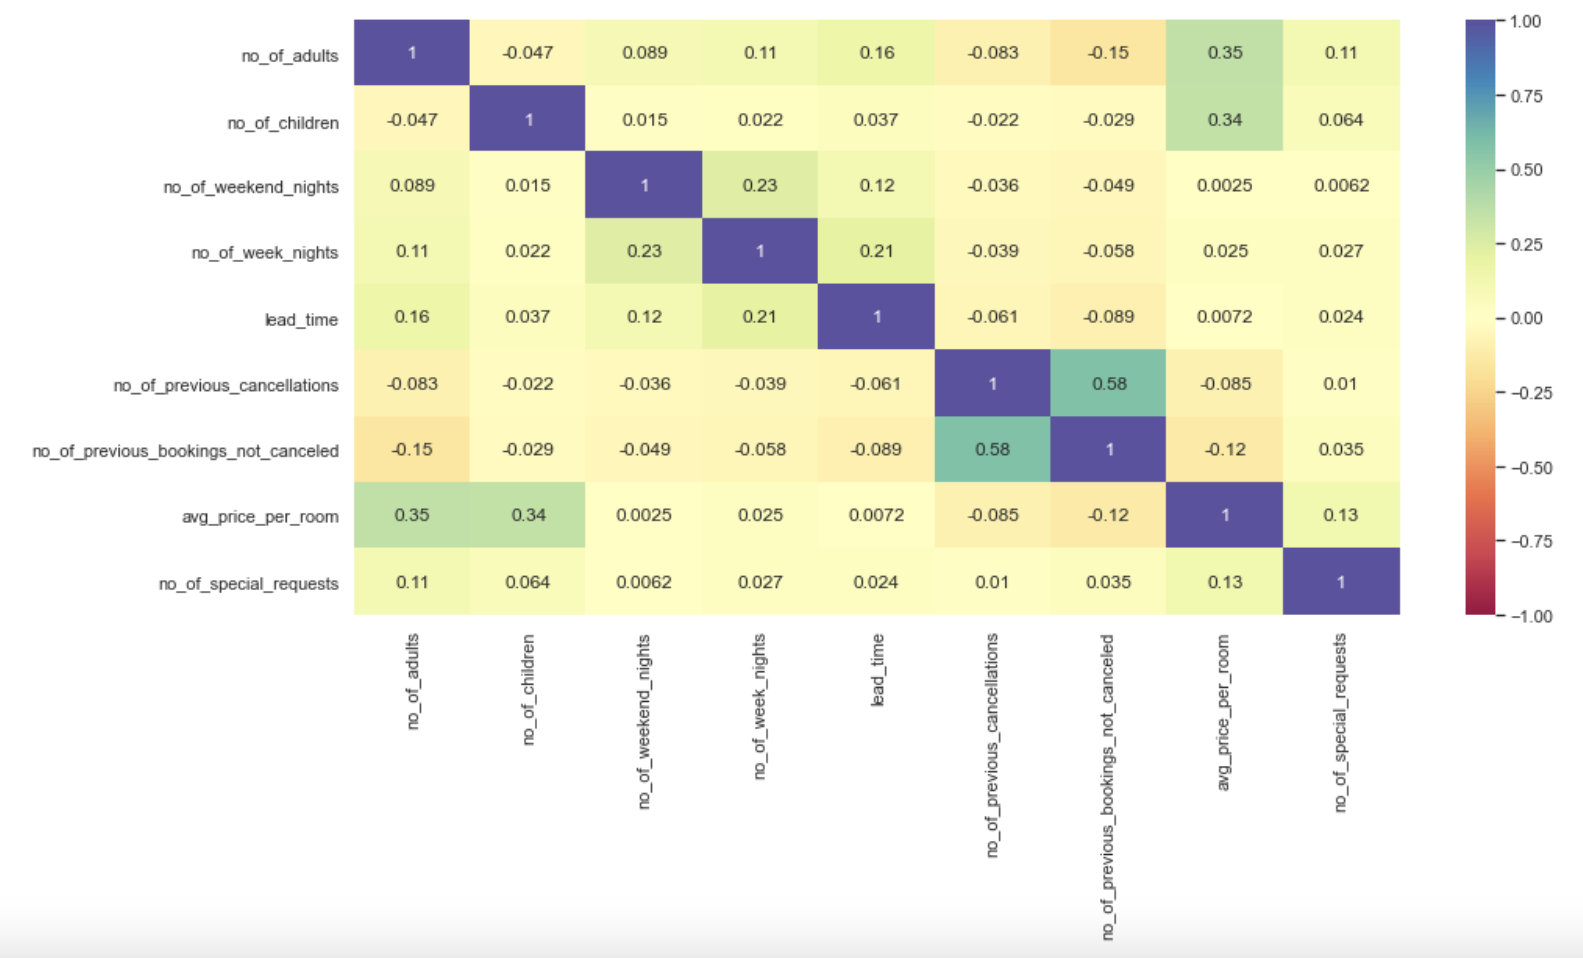 no_of_adults 1 -0.047 0.089 0.11 0.16 -0.083 -0.15 0.35 0.11
no_of_children -0.047 1 0.015 0.022 0.037 -0.022 -0.029 0.34 0.064
no_of_weekend_nights 0.089 0.015 1 0.23 0.12 -0.036 -0.049 0.0025 0.0062
no_of_week_nights 0.11 0.022 0.23 1 0.21 -0.039 -0.058 0.025 0.027
lead_time 0.16 0.037 0.12 0.21 1 -0.061 -0.089 0.0072 0.024
no_of_previous_cancellations -0.083 -0.022 -0.036 -0.039 -0.061 1 0.58 -0.085 0.01
no_of_previous_bookings_not_canceled -0.15 -0.029 -0.049 -0.058 -0.089 0.58 1 -0.12 0.035
avg_price_per_room 0.35 0.34 0.0025 0.025 0.0072 -0.085 -0.12 1 0.13
no_of_special_requests 0.11 0.064 0.0062 0.027 0.024 0.01 0.035 0.13 1
no_of_adults
no_of_children
no_of_weekend_nights
no_of_week_nights
lead_time
no_of_previous_cancellations
no_of_previous_bookings_not_canceled
avg_price_per_room
no_of_special_requests
1.00
0.75
0.50
0.25
0.00
−0.25
−0.50
−0.75
−1.00